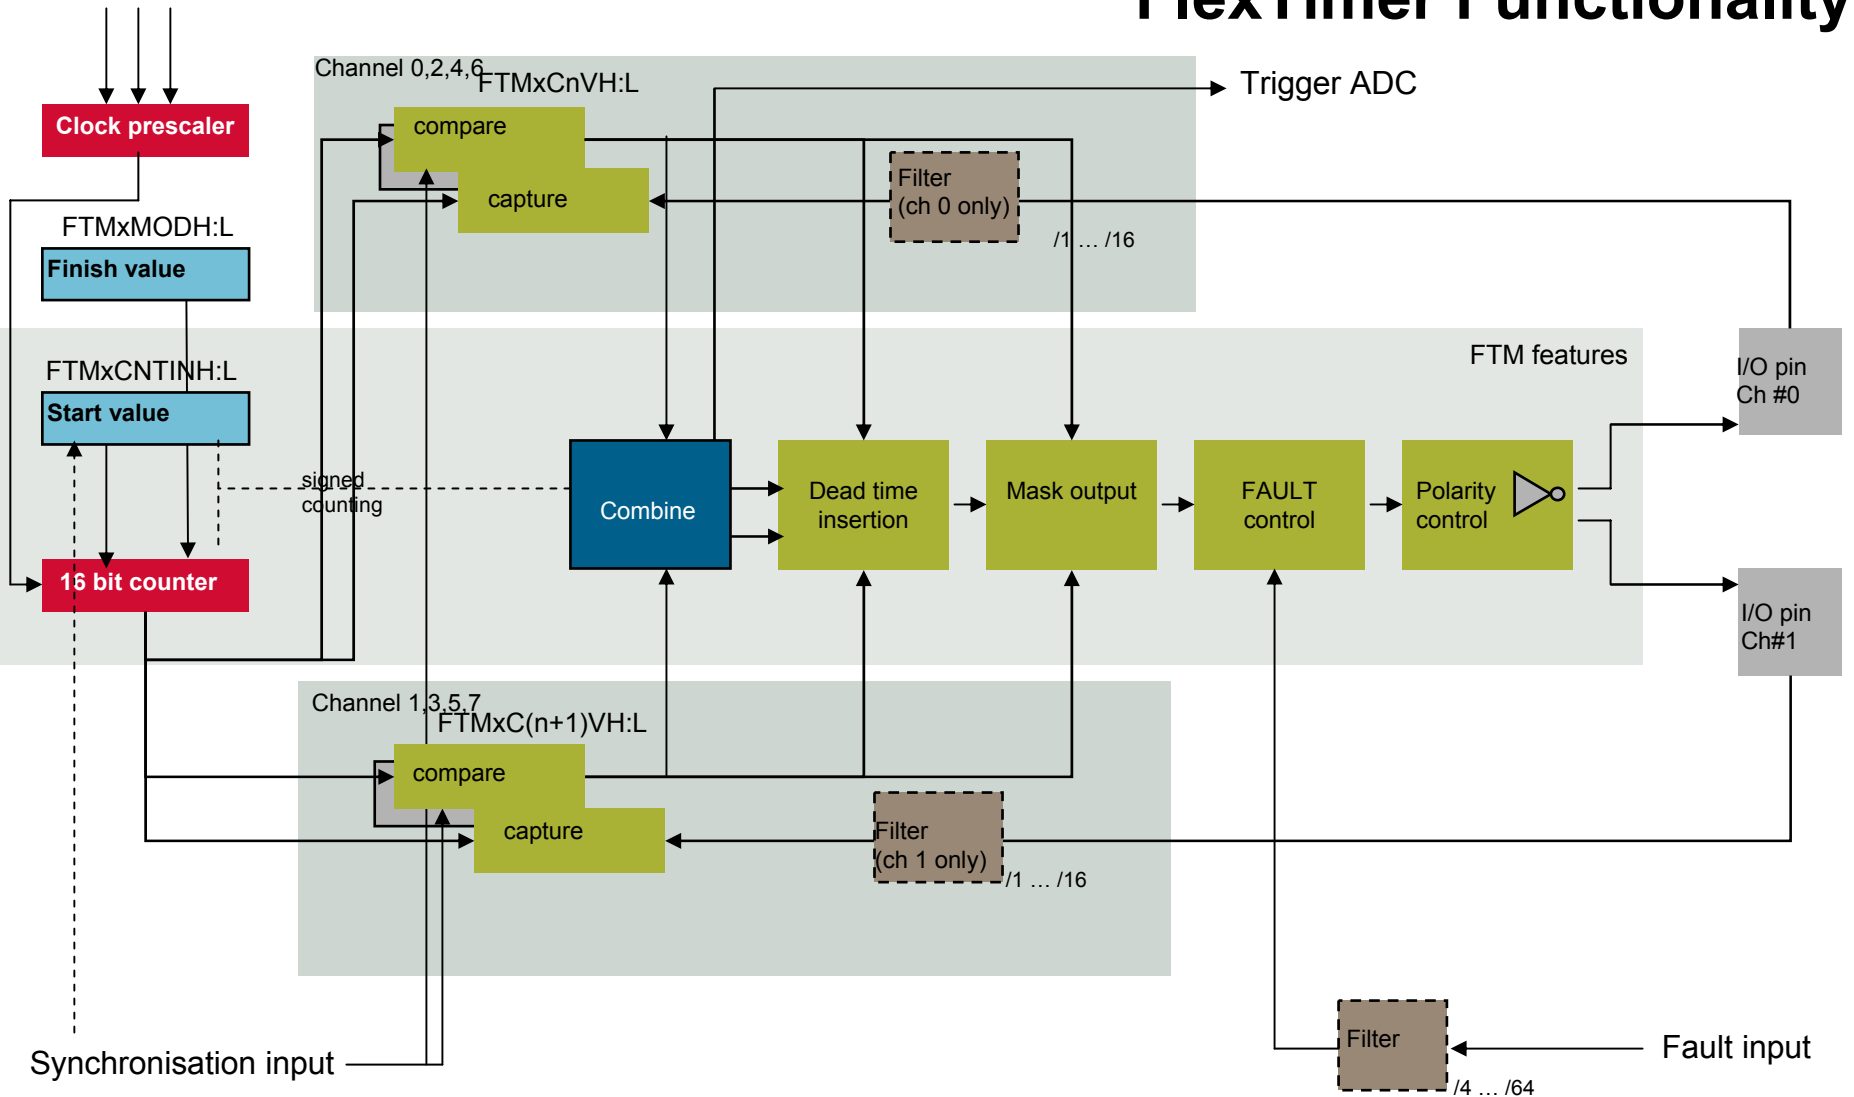 FlexTimer Functionality
Channel 0,2,4,6
FTMxCnVH:L
Trigger ADC
Clock prescaler
compare
capture
Filter
(ch 0 only)
/1 … /16
FTMxMODH:L
Finish value
FTM features
FTMxCNTINH:L
Start value
I/O pin
Ch #0
signed
counting
Combine
Dead time
insertion
Mask output
FAULT
control
Polarity
control
16 bit counter
I/O pin
Ch#1
Channel 1,3,5,7
FTMxC(n+1)VH:L
compare
capture
Filter
(ch 1 only)
/1 … /16
Synchronisation input
Filter
Fault input
/4 … /64